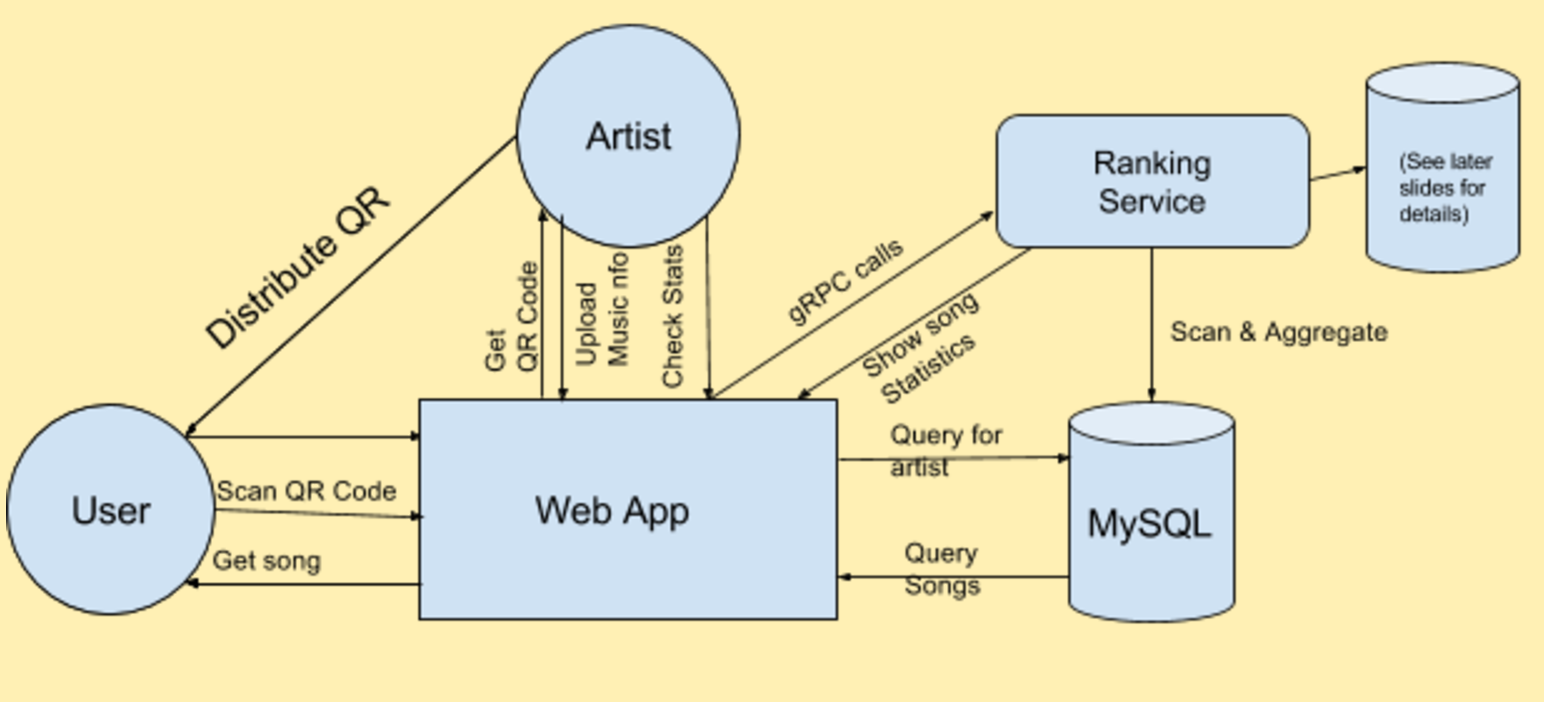 Artist
Distribute QR
Get
QR Code
Upload
Music nfo
Check Stats
gRPC calls
Show song
Statistics
Ranking
Service
(See later
slides for
details)
Scan & Aggregate
User
Scan QR Code
Get song
Web App
Query for
artist
Query
Songs
MySQL